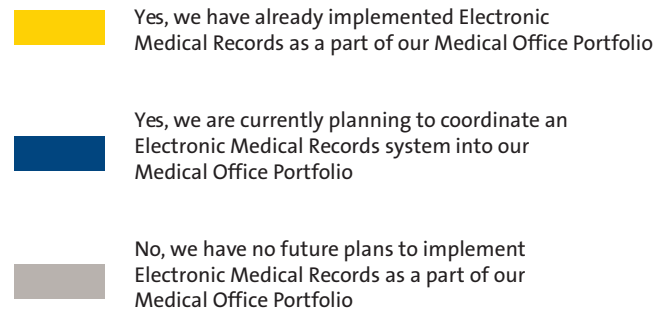 Yes, we have already implemented Electronic
Medical Records as a part of our Medical Office Portfolio
Yes, we are currently planning to coordinate an
Electronic Medical Records system into our
Medical Office Portfolio
No, we have no future plans to implement
Electronic Medical Records as a part of our
Medical Office Portfolio